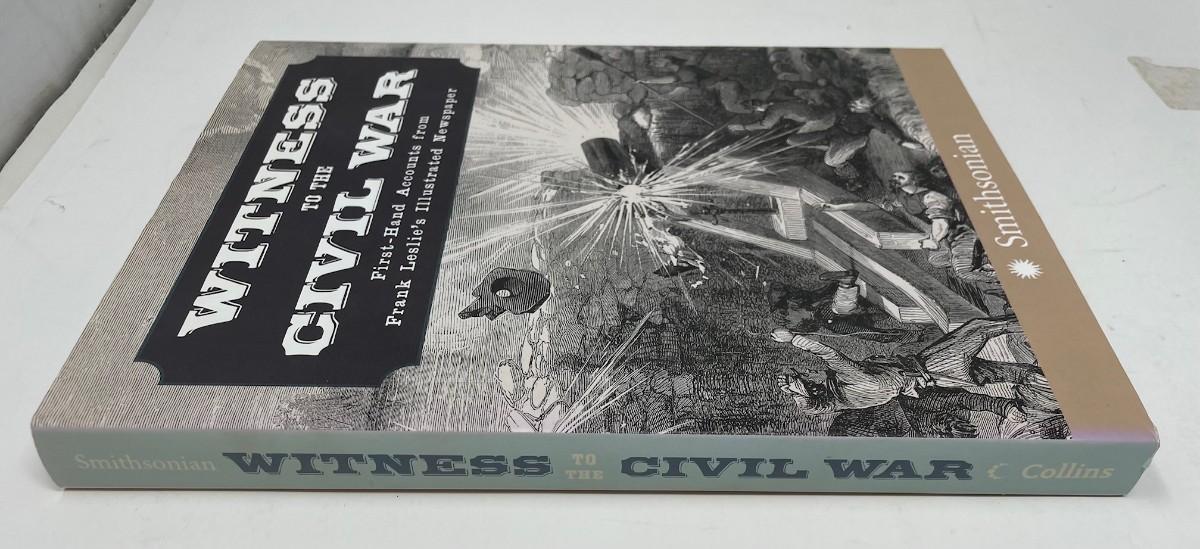 WITNESS
TO THE
CIVIL WAR
First-Hand Accounts from
Frank Leslie's Illustrated Newspaper
Smithsonian
Smithsonian WITNESS TO THE CIVIL WAR Collins